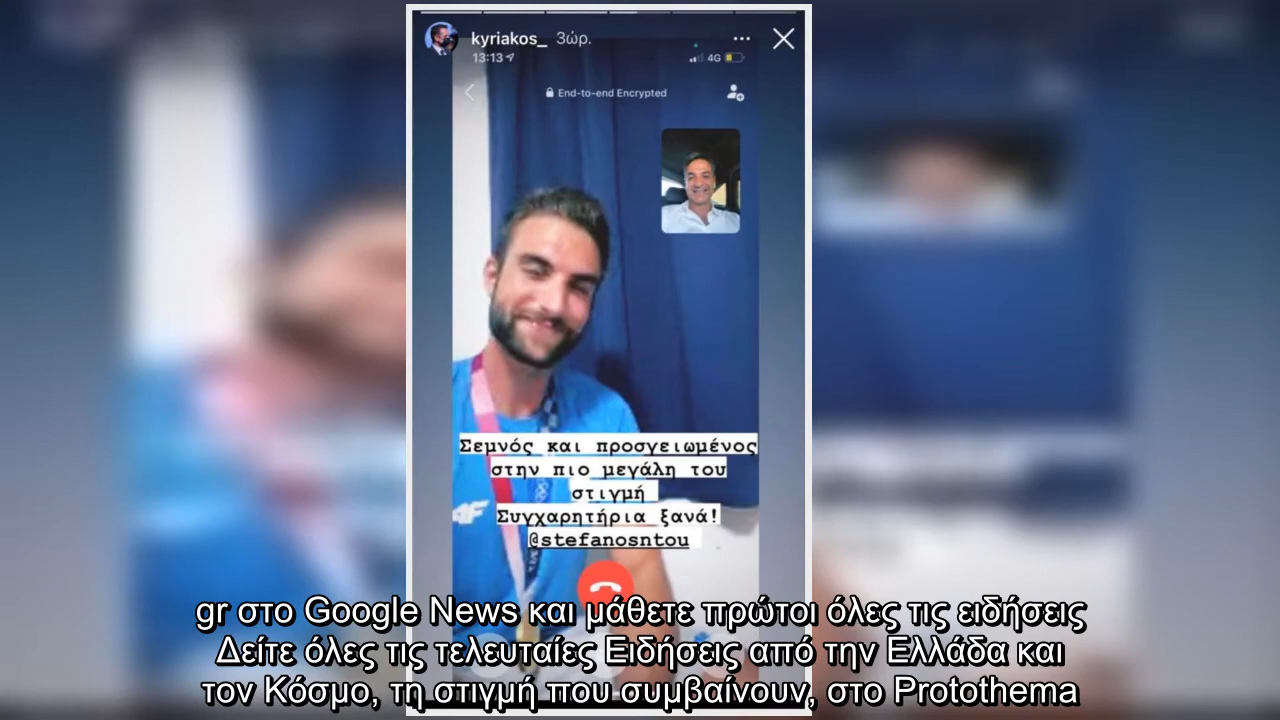 kyriakos_ 3ώρ.
13:13
4G
End-to-end Encrypted
Σεμνός και προσγειωμένος
στην πιο μεγάλη του
στιγμή
Συγχαρητήρια ξανά!
@stefanosntou
4F
gr στο Google News και μάθετε πρώτοι όλες τις ειδήσεις
Δείτε όλες τις τελευταίες Ειδήσεις από την Ελλάδα και
τον Κόσμο, τη στιγμή που συμβαίνουν, στο Protothema